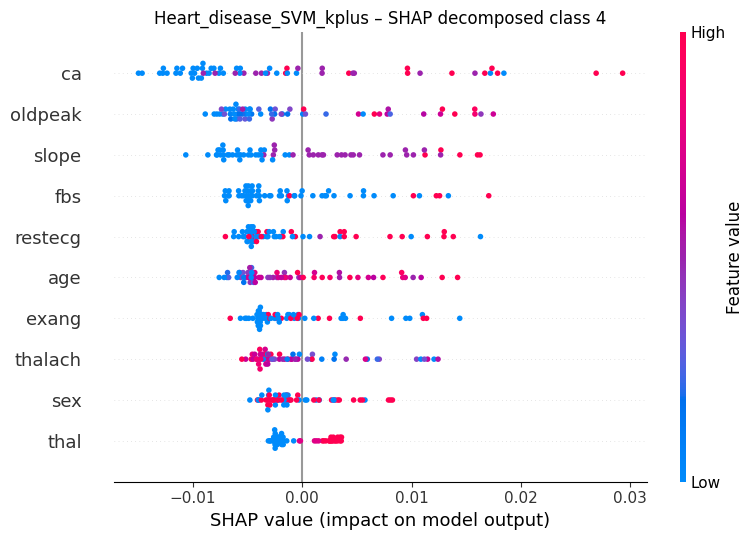 Heart_disease_SVM_kplus – SHAP decomposed class 4
High
ca
oldpeak
slope
fbs
restecg
age
exang
thalach
sex
thal
Feature value
Low
−0.01 0.00 0.01 0.02 0.03
SHAP value (impact on model output)